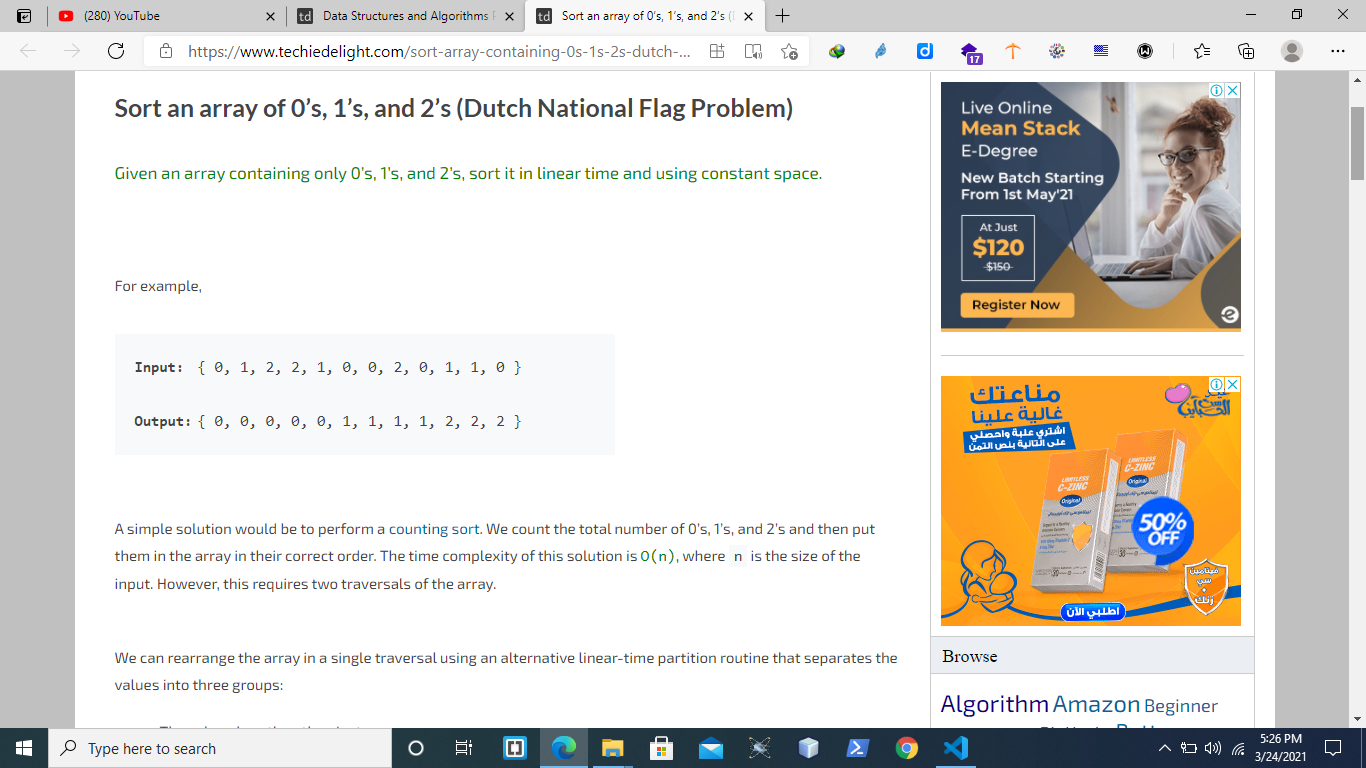 (280) YouTube
td Data Structures and Algorithms
td Sort an array of 0's, 1's, and 2's (
https://www.techiedelight.com/sort-array-containing-0s-1s-2s-dutch-...
17
Sort an array of 0's, 1's, and 2's (Dutch National Flag Problem)
Given an array containing only 0's, 1's, and 2's, sort it in linear time and using constant space.
For example,
Input: { 0, 1, 2, 2, 1, 0, 0, 2, 0, 1, 1, 0 }
Output: { 0, 0, 0, 0, 0, 1, 1, 1, 1, 2, 2, 2 }
A simple solution would be to perform a counting sort. We count the total number of 0's, 1's, and 2's and then put
them in the array in their correct order. The time complexity of this solution is O(n), where n is the size of the
input. However, this requires two traversals of the array.
We can rearrange the array in a single traversal using an alternative linear-time partition routine that separates the
values into three groups:
Live Online
Mean Stack
E-Degree
New Batch Starting
From 1st May'21
At Just
$120
$150
Register Now
مناعتك
غالية علينا
اشتري علبة واحصلي
على الثانية بنص الثمن
LIMITLESS
C-ZINC
Original
LIMITLESS
C-ZINC
Original
50%
OFF
فيتامين
سي
+
زنك
اطلبي الآن
Browse
Algorithm Amazon Beginner
Type here to search
5:26 PM
3/24/2021